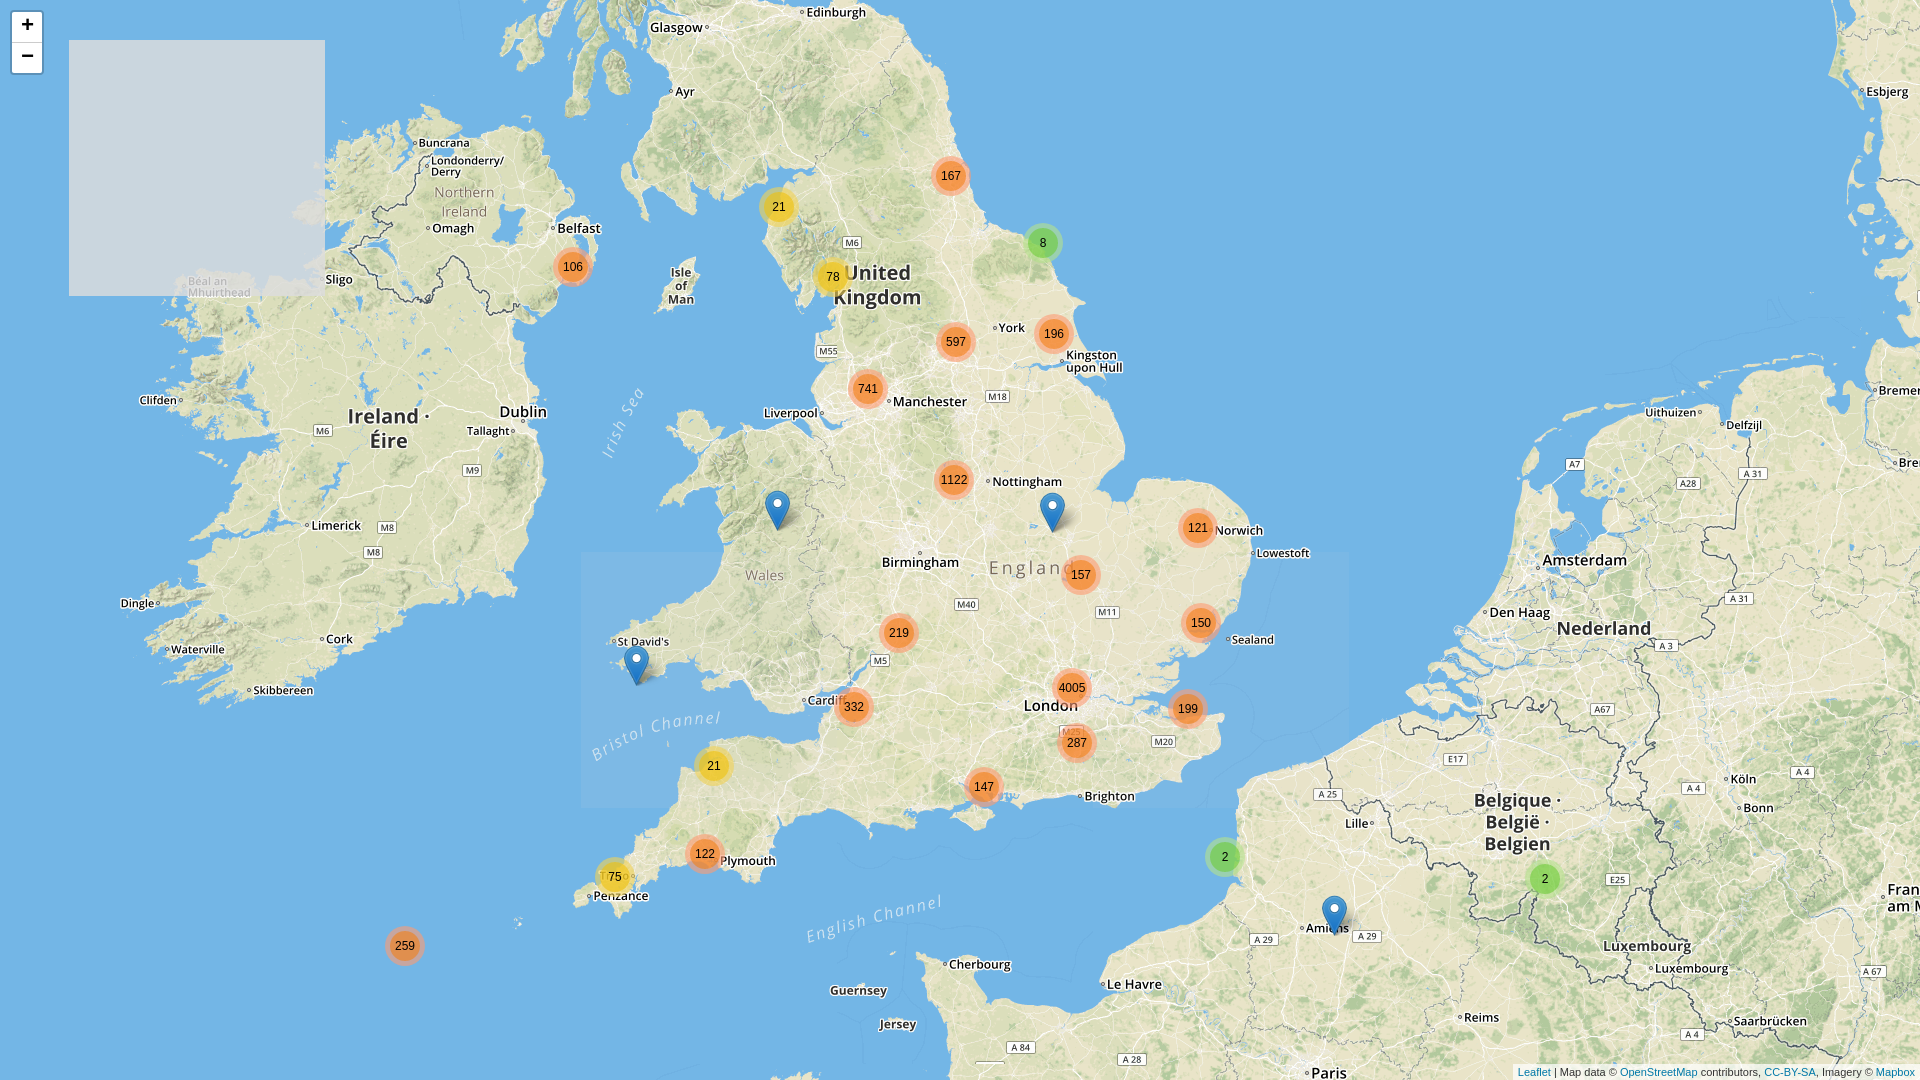 +
−
Edinburgh
Glasgow
Ayr
Esbjerg
Buncrana
Londonderry/
Derry
Northern
Ireland
Omagh
Belfast
106
Béal an
Mhuirthead
Sligo
Isle
of
Man
167
21
8
M6
78
United
Kingdom
597
York
196
Kingston
upon Hull
M55
741
Manchester
M18
Liverpool
Irish Sea
Clifden
Ireland ·
Éire
Dublin
Tallaght
M6
M9
Limerick
M8
M8
Dingle
Cork
Waterville
Skibbereen
1122
Nottingham
121
Norwich
Lowestoft
Birmingham
England
157
Wales
M40
M11
219
150
Sealand
St David's
M5
4005
London
Cardiff
332
199
M25
287
M20
Bristol Channel
21
147
Brighton
122
Plymouth
75
Penzance
259
English Channel
Guernsey
Jersey
Cherbourg
Le Havre
A 84
A 28
A 29
A 29
Amiens
2
2
Lille
A 25
E17
Belgique ·
België ·
Belgien
E25
Luxembourg
Luxembourg
Reims
Paris
Saarbrücken
A 4
A 67
Köln
Bonn
A 4
A 4
A67
A 3
Nederland
Den Haag
Amsterdam
A7
A28
A 31
A 31
Uithuizen
Delfzijl
Bremer
Bre
Fran
am M
Leaflet | Map data © OpenStreetMap contributors, CC-BY-SA, Imagery © Mapbox